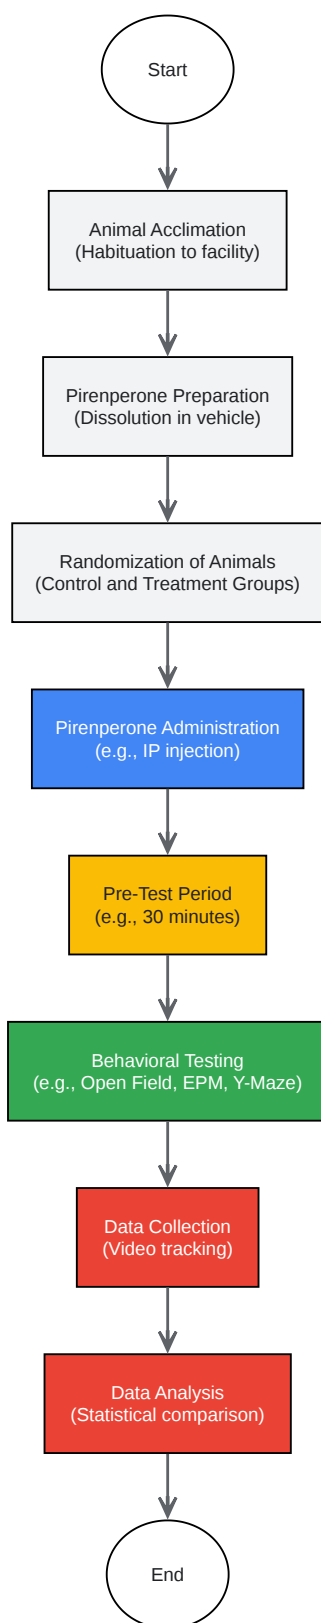 Start
Animal Acclimation
(Habituation to facility)
Pirenperone Preparation
(Dissolution in vehicle)
Randomization of Animals
(Control and Treatment Groups)
Pirenperone Administration
(e.g., IP injection)
Pre-Test Period
(e.g., 30 minutes)
Behavioral Testing
(e.g., Open Field, EPM, Y-Maze)
Data Collection
(Video tracking)
Data Analysis
(Statistical comparison)
End